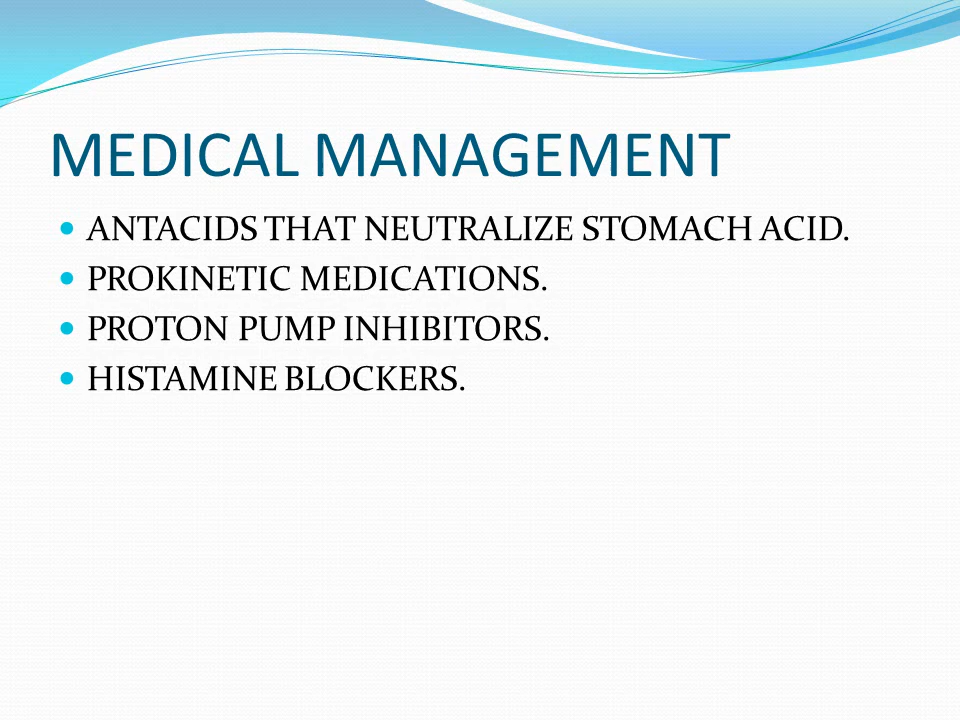 MEDICAL MANAGEMENT
ANTACIDS THAT NEUTRALIZE STOMACH ACID.
PROKINETIC MEDICATIONS.
PROTON PUMP INHIBITORS.
HISTAMINE BLOCKERS.